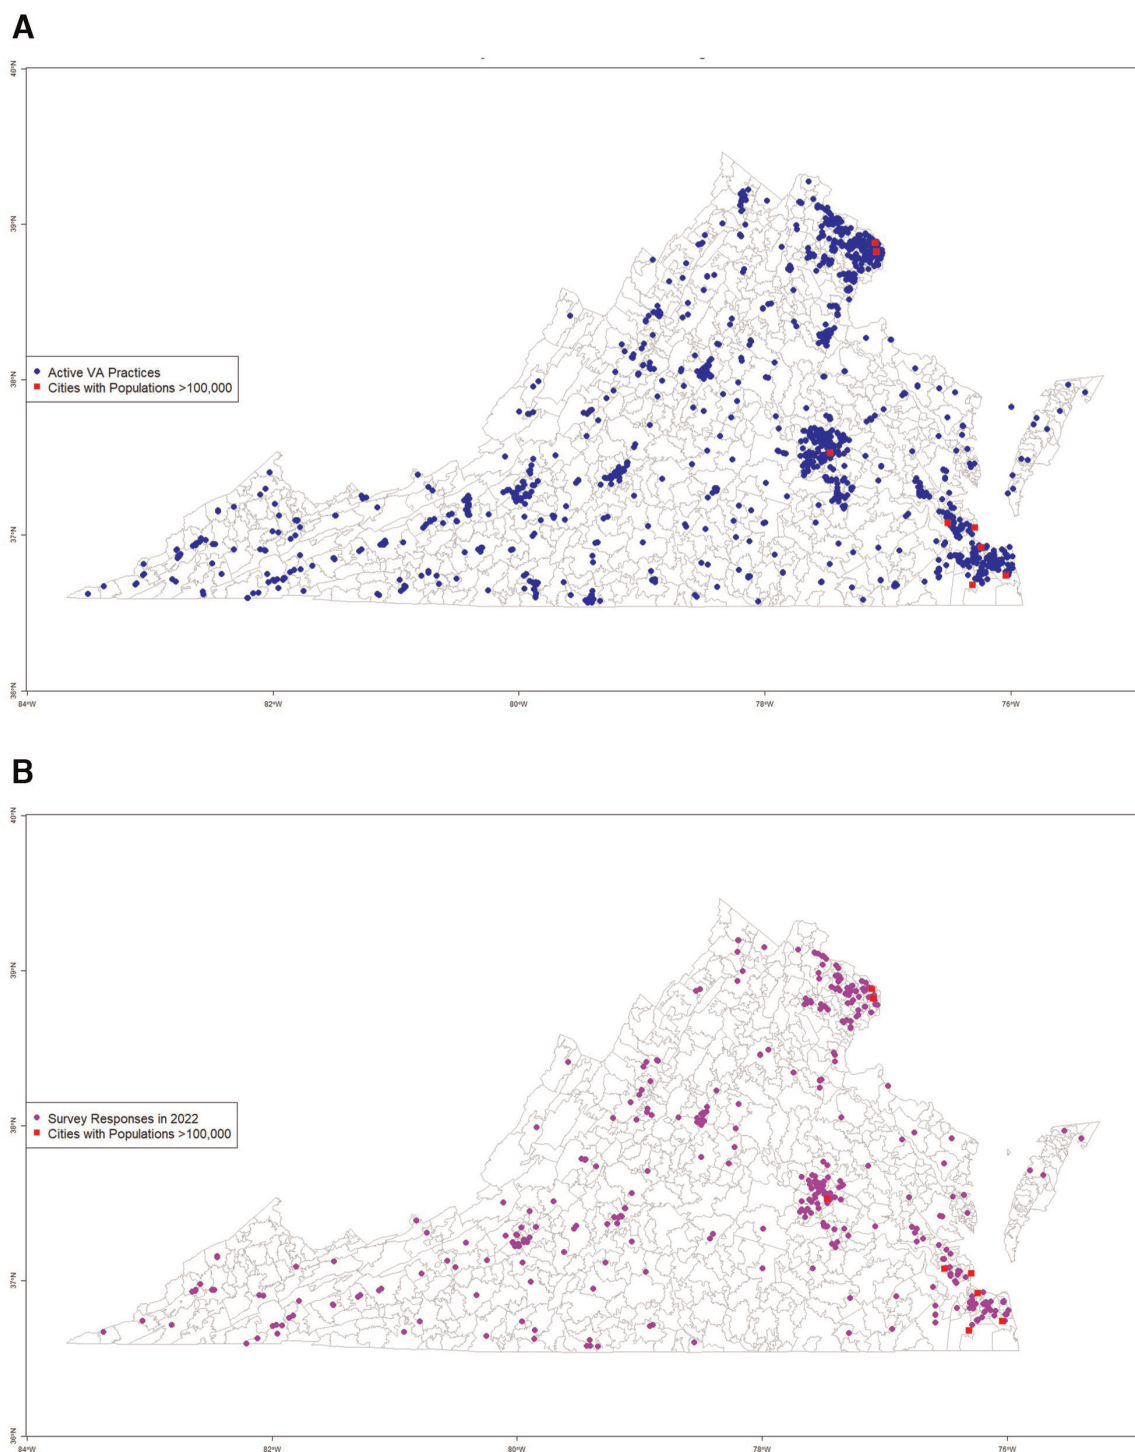 A
40°N
39°N
38°N
37°N
36°N
Active VA Practices
Cities with Populations >100,000
84°W
82°W
80°W
78°W
76°W
B
40°N
39°N
38°N
37°N
36°N
Survey Responses in 2022
Cities with Populations >100,000
84°W
82°W
80°W
78°W
76°W